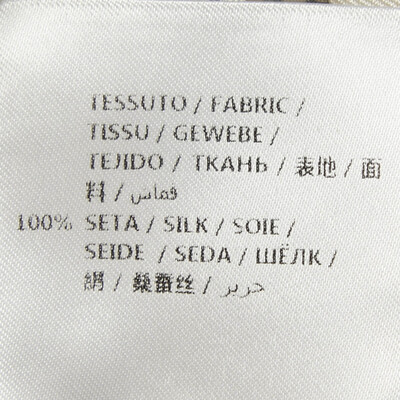 TESSUTO / FABRIC /
TISSU / GEWEBE /
TEJIDO / ТКАНЬ / 表地 / 面
料 / قماس /
100% SETA / SILK / SOIE /
SEIDE / SEDA / ШЁЛК /
絹 / 桑蚕丝 / حرير